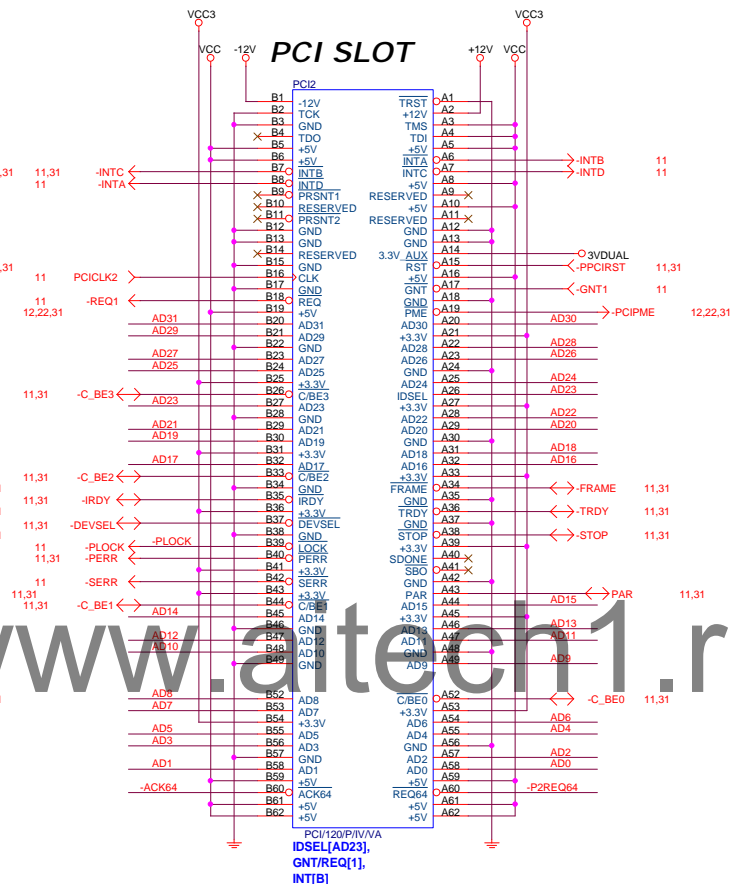 VCC3 VCC3
VCC -12V PCI SLOT +12V VCC
PCI2
B1 -12V TRST A1
B2 TCK +12V A2
B3 GND TMS A3
B4 TDO TDI A4
B5 +5V +5V A5
B6 +5V INTA A6 -INTB 11
,31 11,31 -INTC B7 INTB INTC A7 -INTD 11
11 -INTA B8 INTD +5V A8
B9 PRSNT1 RESERVED A9
B10 RESERVED +5V A10
B11 PRSNT2 RESERVED A11
B12 GND GND A12
B13 GND GND A13
B14 RESERVED 3.3V_AUX A14 3VDUAL
,31 B15 GND RST A15 -PPCIRST 11,31
11 PCICLK2 B16 CLK +5V A16
B17 GND GNT A17 -GNT1 11
11 -REQ1 B18 REQ GND A18
12,22,31 B19 +5V PME A19 -PCIPME 12,22,31
AD31 B20 AD31 AD30 A20 AD30
AD29 B21 AD29 +3.3V A21
B22 GND AD28 A22 AD28
AD27 B23 AD27 AD26 A23 AD26
AD25 B24 AD25 GND A24
B25 +3.3V AD24 A25 AD24
11,31 -C_BE3 B26 C/BE3 IDSEL A26 AD23
AD23 B27 AD23 +3.3V A27
B28 GND AD22 A28 AD22
AD21 B29 AD21 AD20 A29 AD20
AD19 B30 AD19 GND A30
B31 +3.3V AD18 A31 AD18
AD17 B32 AD17 AD16 A32 AD16
11,31 -C_BE2 B33 C/BE2 +3.3V A33
B34 GND FRAME A34 -FRAME 11,31
11,31 -IRDY B35 IRDY GND A35
B36 +3.3V TRDY A36 -TRDY 11,31
11,31 -DEVSEL B37 DEVSEL GND A37
B38 GND STOP A38 -STOP 11,31
11 -PLOCK -PLOCK B39 LOCK +3.3V A39
11,31 -PERR B40 PERR SDONE A40
B41 +3.3V SBO A41
11 -SERR B42 SERR GND A42
11,31 B43 +3.3V PAR A43 PAR 11,31
11,31 -C_BE1 B44 C/BE1 AD15 A44 AD15
AD14 B45 AD14 +3.3V A45
B46 GND AD13 A46 AD13
AD12 B47 AD12 AD11 A47 AD11
AD10 B48 AD10 GND A48
B49 GND AD9 A49 AD9
www.aitech1.r
AD8 B52 AD8 C/BE0 A52 -C_BE0 11,31
AD7 B53 AD7 +3.3V A53
B54 +3.3V AD6 A54 AD6
AD5 B55 AD5 AD4 A55 AD4
AD3 B56 AD3 GND A56
B57 GND AD2 A57 AD2
AD1 B58 AD1 AD0 A58 AD0
B59 +5V +5V A59
-ACK64 B60 ACK64 REQ64 A60 -P2REQ64
B61 +5V +5V A61
B62 +5V +5V A62
PCI/120/P/IV/VA
IDSEL[AD23],
GNT/REQ[1],
INT[B]